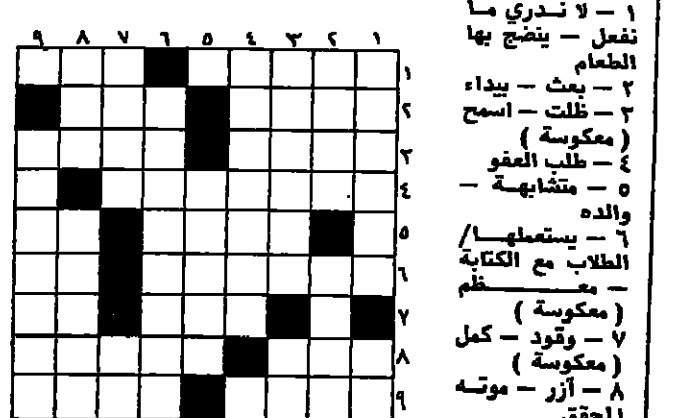 ١ ٢ ٣ ٤ ٥ ٦ ٧ ٨ ٩
١
٢
٣
٤
٥
٦
٧
٨
٩
١ – لا نـدري مـا
نفعل – ينضج بها
الطعام
٢ – بعث – بيداء
٣ – ظلت – اسمح
( معكوسة )
٤ – طلب العفو
٥ – متشابهـة –
والده
٦ – يستعملهـا/
الطلاب مع الكتابة
– معـــــــظم
( معكوسة )
٧ – وقود – كمل
( معكوسة )
٨ – آزر – موتـه